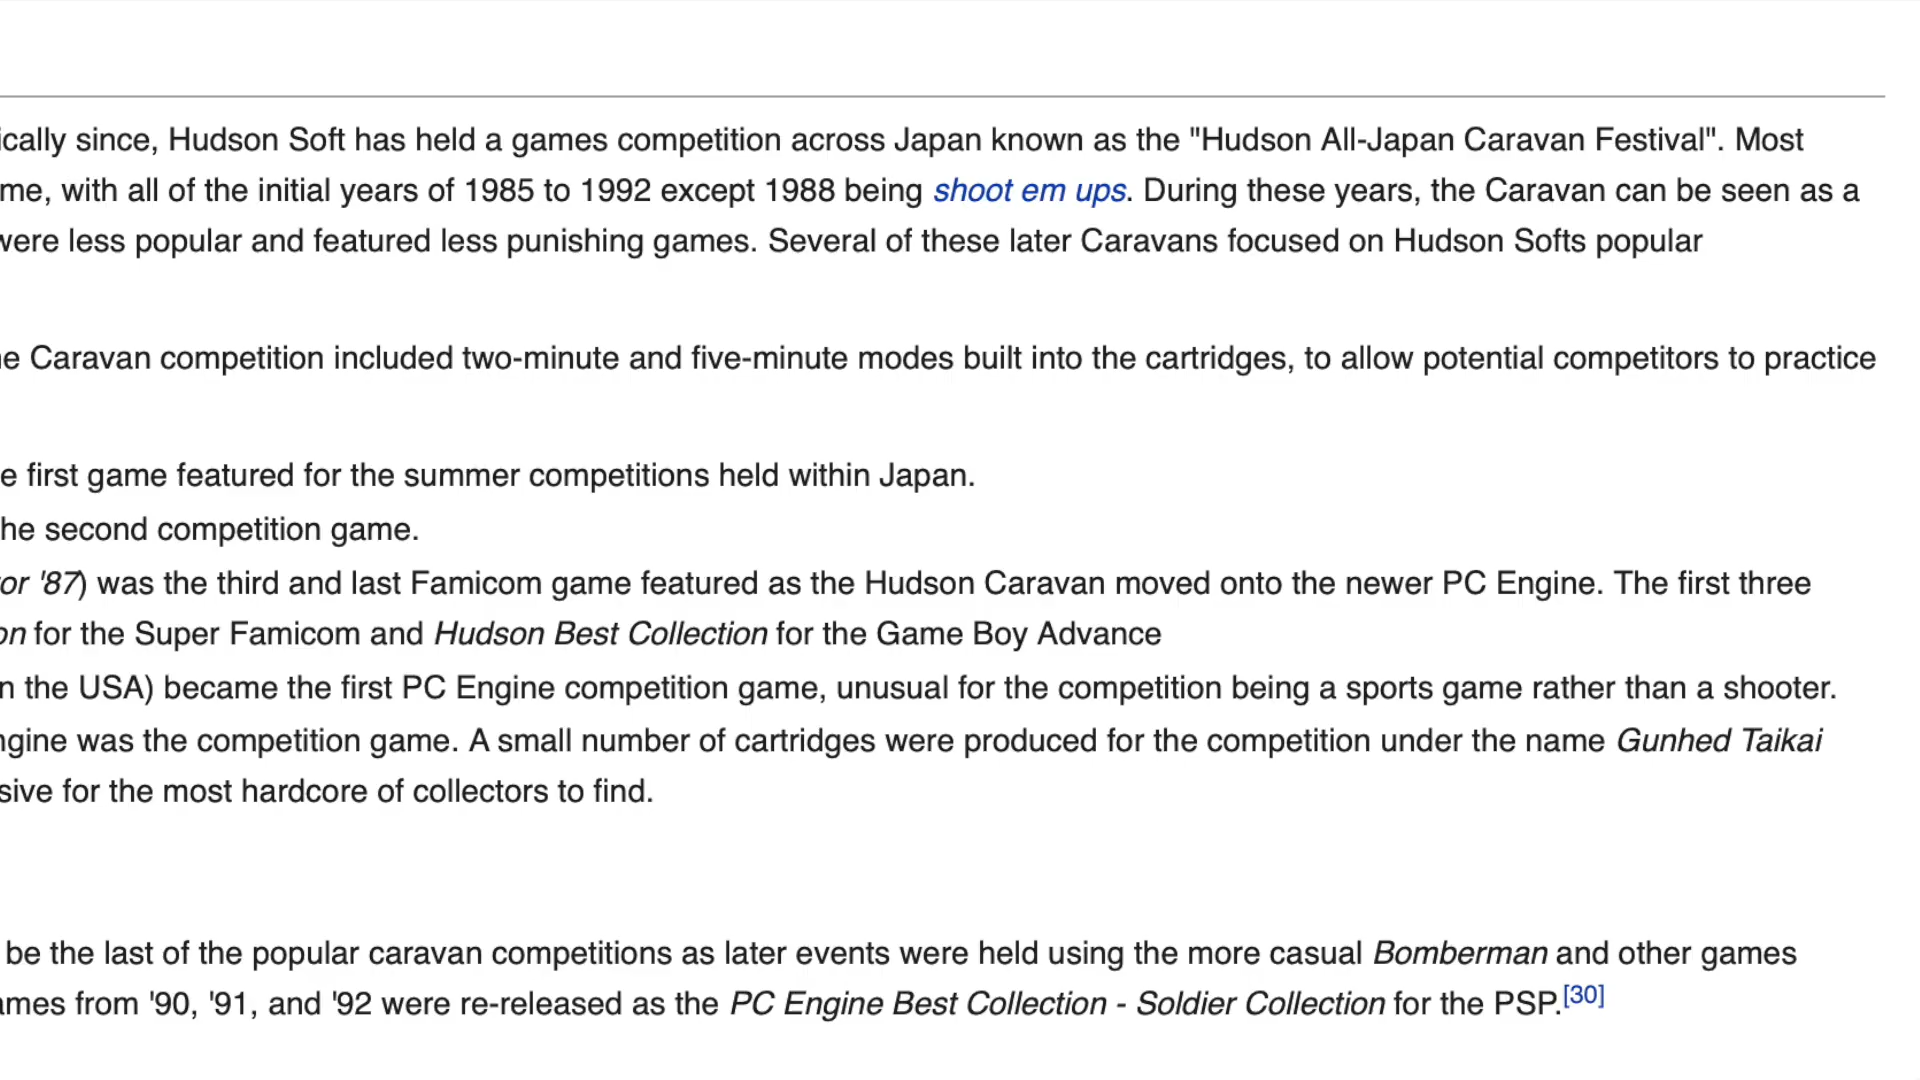 ically since, Hudson Soft has held a games competition across Japan known as the "Hudson All-Japan Caravan Festival". Most
me, with all of the initial years of 1985 to 1992 except 1988 being shoot em ups. During these years, the Caravan can be seen as a
were less popular and featured less punishing games. Several of these later Caravans focused on Hudson Softs popular
e Caravan competition included two-minute and five-minute modes built into the cartridges, to allow potential competitors to practice
e first game featured for the summer competitions held within Japan.
he second competition game.
or '87) was the third and last Famicom game featured as the Hudson Caravan moved onto the newer PC Engine. The first three
on for the Super Famicom and Hudson Best Collection for the Game Boy Advance
n the USA) became the first PC Engine competition game, unusual for the competition being a sports game rather than a shooter.
ngine was the competition game. A small number of cartridges were produced for the competition under the name Gunhed Taikai
sive for the most hardcore of collectors to find.
be the last of the popular caravan competitions as later events were held using the more casual Bomberman and other games
ames from '90, '91, and '92 were re-released as the PC Engine Best Collection - Soldier Collection for the PSP.[30]